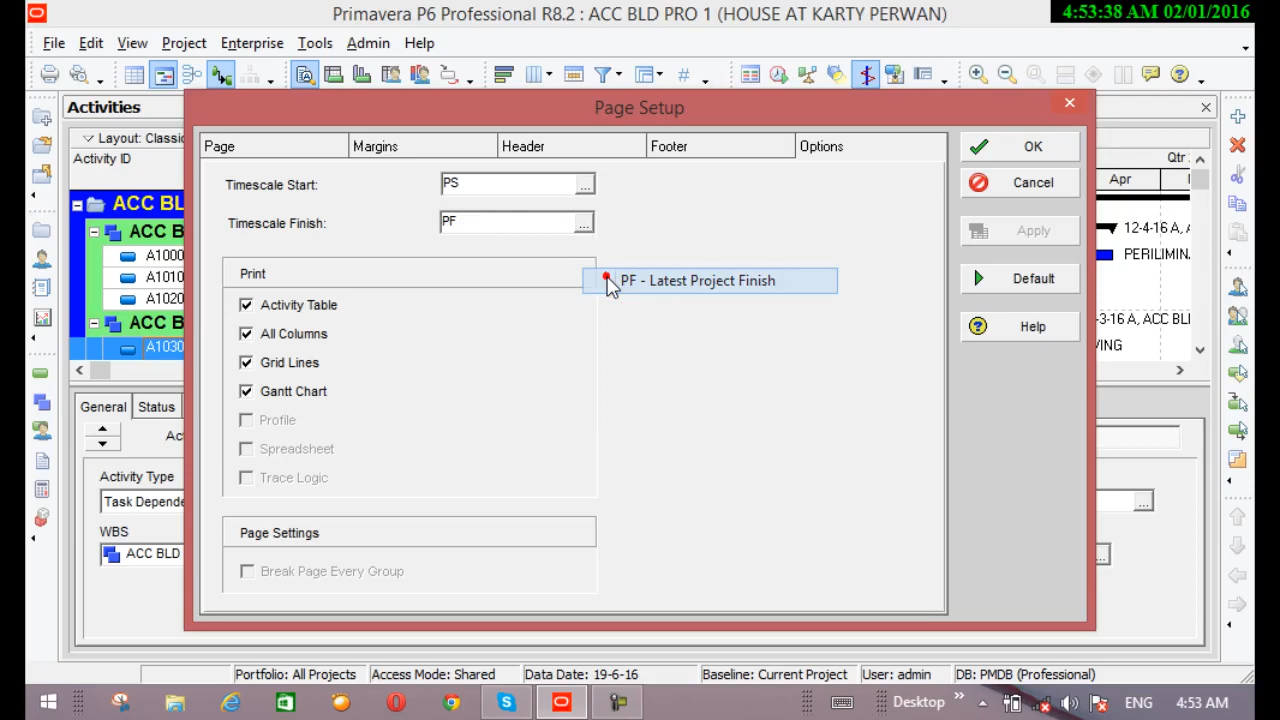 Primavera P6 Professional R8.2 : ACC BLD PRO 1 (HOUSE AT KARTY PERWAN)
4:53:38 AM 02/01/2016
File Edit View Project Enterprise Tools Admin Help
Activities
Page Setup
Layout: Classic
Activity ID
ACC BL
ACC B
A1000
A1010
A1020
ACC B
A1030
Page Margins Header Footer Options
Timescale Start: PS ...
Timescale Finish: PF ...
Print
PF - Latest Project Finish
Activity Table
All Columns
Grid Lines
Gantt Chart
Profile
Spreadsheet
Trace Logic
Page Settings
Break Page Every Group
OK
Cancel
Apply
Default
Help
Qtr
Apr
12-4-16 A,
PERILIMIN
-3-16 A, ACC BLI
General Status
Activity Type
Task Depende
WBS
ACC BLD
Portfolio: All Projects Access Mode: Shared Data Date: 19-6-16 Baseline: Current Project User: admin DB: PMDB (Professional)
Desktop ENG 4:53 AM